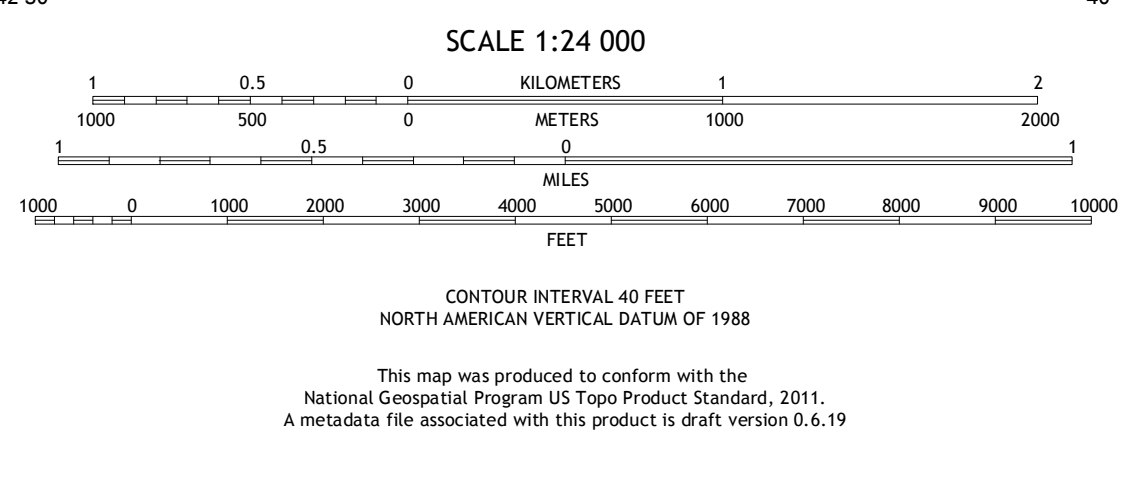 SCALE 1:24 000
1 0.5 0 KILOMETERS 1 2
1000 500 0 METERS 1000 2000
1 0.5 0 1
MILES
1000 0 1000 2000 3000 4000 5000 6000 7000 8000 9000 10000
FEET
CONTOUR INTERVAL 40 FEET
NORTH AMERICAN VERTICAL DATUM OF 1988
This map was produced to conform with the
National Geospatial Program US Topo Product Standard, 2011.
A metadata file associated with this product is draft version 0.6.19